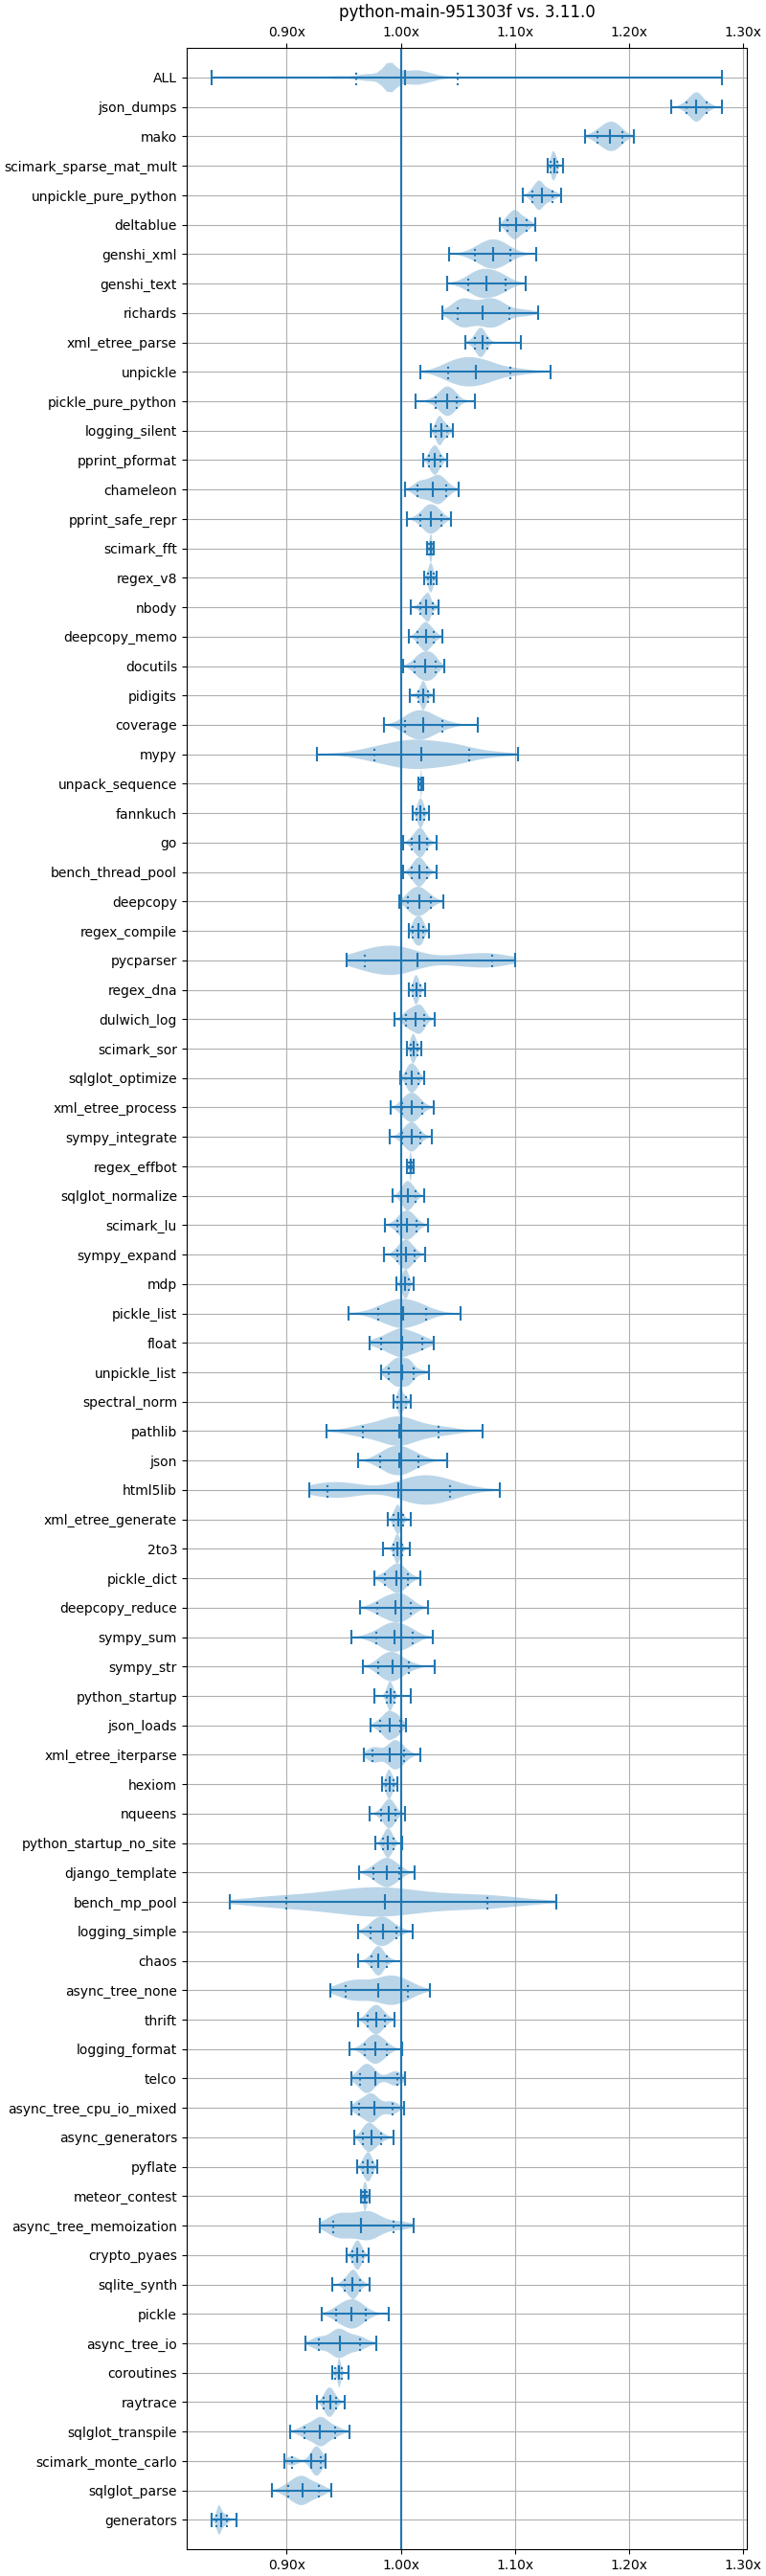 python-main-951303f vs. 3.11.0
0.90x 1.00x 1.10x 1.20x 1.30x
ALL
json_dumps
mako
scimark_sparse_mat_mult
unpickle_pure_python
deltablue
genshi_xml
genshi_text
richards
xml_etree_parse
unpickle
pickle_pure_python
logging_silent
pprint_pformat
chameleon
pprint_safe_repr
scimark_fft
regex_v8
nbody
deepcopy_memo
docutils
pidigits
coverage
mypy
unpack_sequence
fannkuch
go
bench_thread_pool
deepcopy
regex_compile
pycparser
regex_dna
dulwich_log
scimark_sor
sqlglot_optimize
xml_etree_process
sympy_integrate
regex_effbot
sqlglot_normalize
scimark_lu
sympy_expand
mdp
pickle_list
float
unpickle_list
spectral_norm
pathlib
json
html5lib
xml_etree_generate
2to3
pickle_dict
deepcopy_reduce
sympy_sum
sympy_str
python_startup
json_loads
xml_etree_iterparse
hexiom
nqueens
python_startup_no_site
django_template
bench_mp_pool
logging_simple
chaos
async_tree_none
thrift
logging_format
telco
async_tree_cpu_io_mixed
async_generators
pyflate
meteor_contest
async_tree_memoization
crypto_pyaes
sqlite_synth
pickle
async_tree_io
coroutines
raytrace
sqlglot_transpile
scimark_monte_carlo
sqlglot_parse
generators
0.90x 1.00x 1.10x 1.20x 1.30x